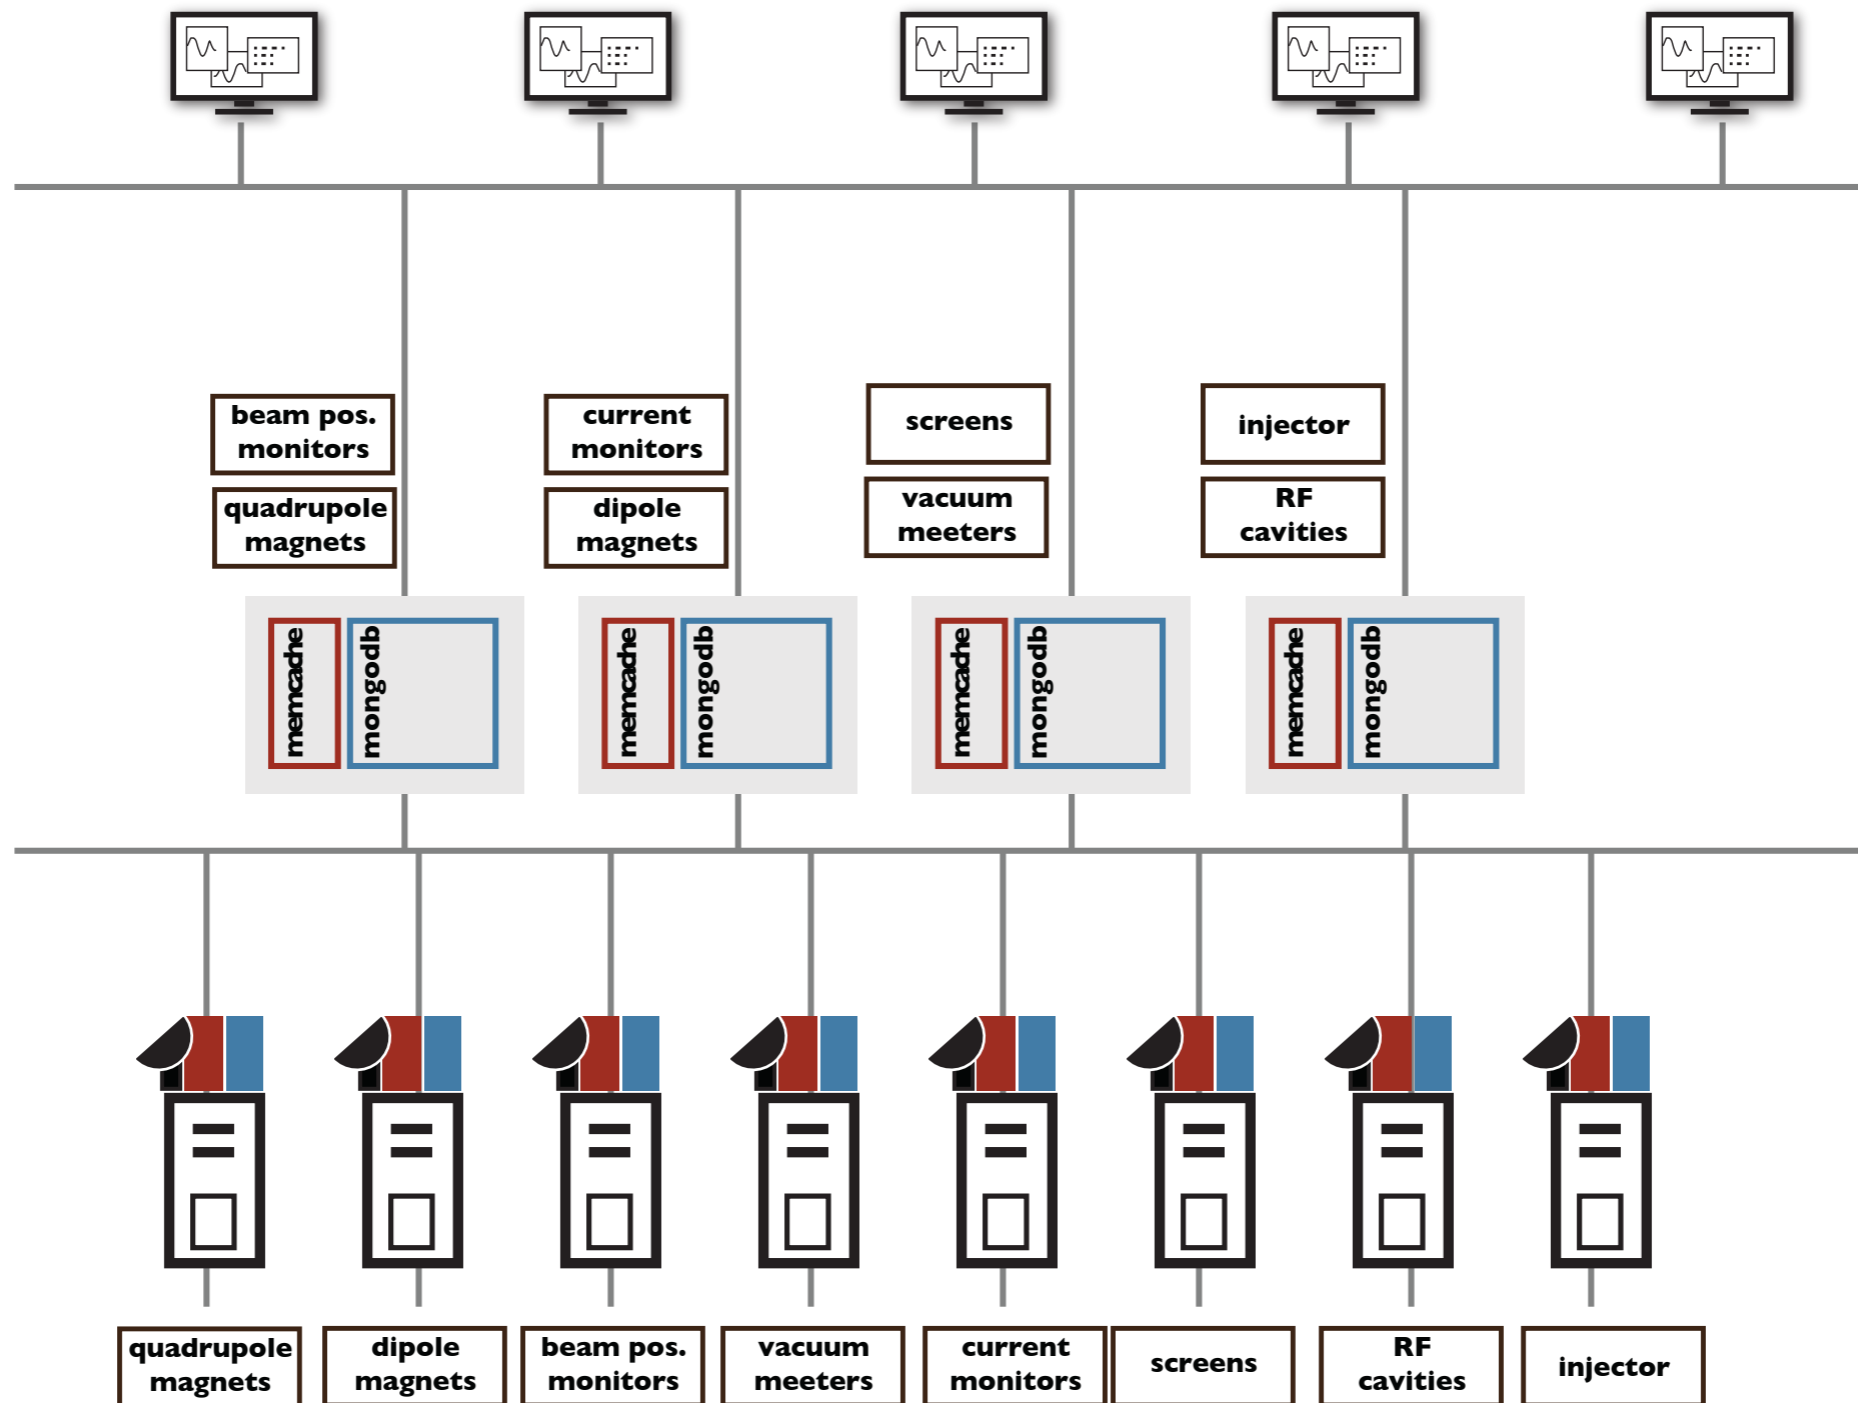 beam pos.
monitors
current
monitors
screens
injector
quadrupole
magnets
dipole
magnets
vacuum
meeters
RF
cavities
memcache
mongodb
memcache
mongodb
memcache
mongodb
memcache
mongodb
quadrupole
magnets
dipole
magnets
beam pos.
monitors
vacuum
meeters
current
monitors
screens
RF
cavities
injector